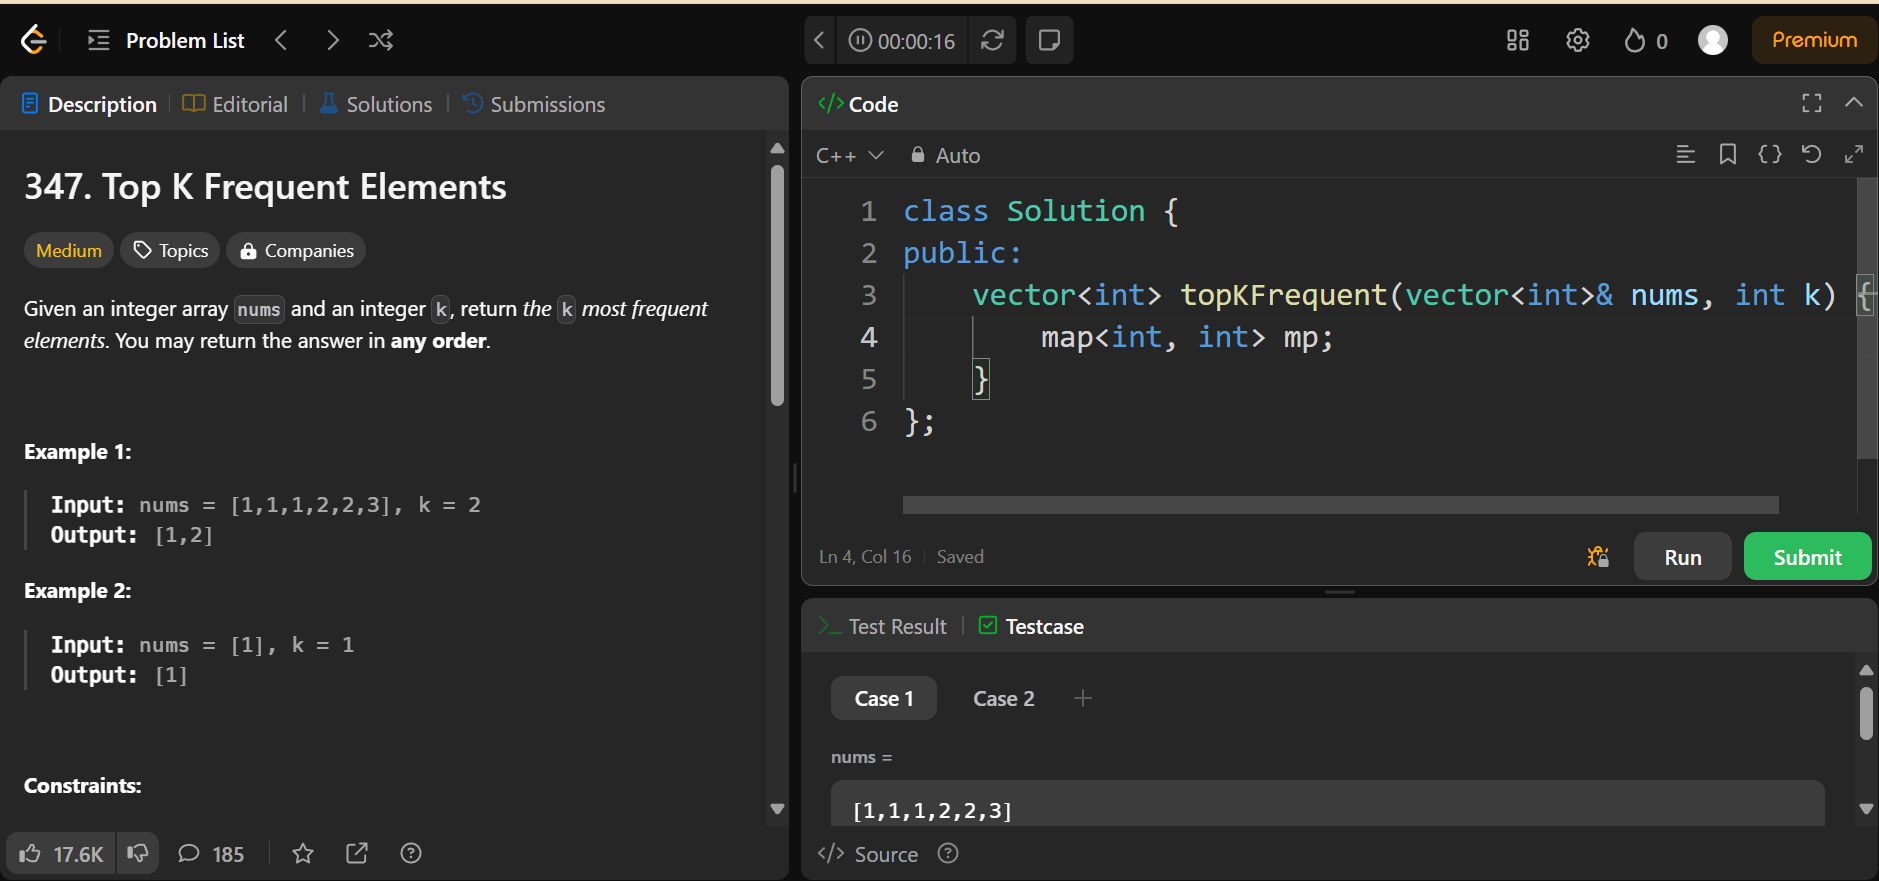 Problem List
00:00:16
0
Premium
Description
Editorial
Solutions
Submissions
347. Top K Frequent Elements
Medium
Topics
Companies
Given an integer array nums and an integer k, return the k most frequent
elements. You may return the answer in any order.
Example 1:
Input: nums = [1,1,1,2,2,3], k = 2
Output: [1,2]
Example 2:
Input: nums = [1], k = 1
Output: [1]
Constraints:
17.6K
185
</> Code
C++
Auto
1 class Solution {
2 public:
3 vector<int> topKFrequent(vector<int>& nums, int k) {
4 map<int, int> mp;
5 }
6 };
Ln 4, Col 16
Saved
Run
Submit
Test Result
Testcase
Case 1
Case 2
+
nums =
[1,1,1,2,2,3]
</> Source